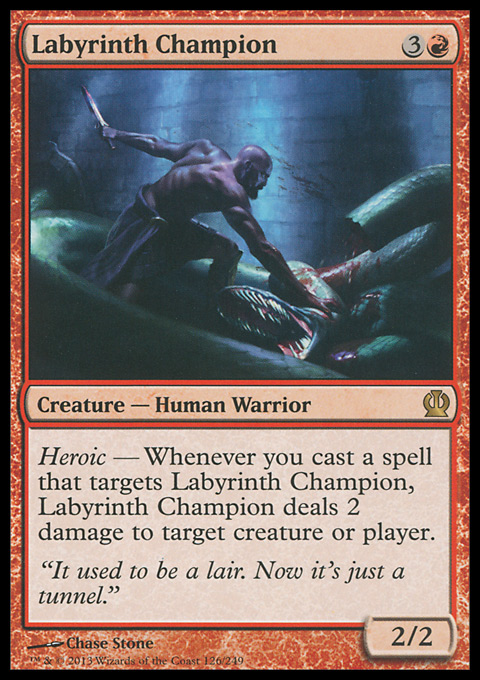 Labyrinth Champion 3
Creature — Human Warrior
Heroic — Whenever you cast a spell
that targets Labyrinth Champion,
Labyrinth Champion deals 2
damage to target creature or player.
“It used to be a lair. Now it’s just a
tunnel.”
2/2
Chase Stone
™ & © 2013 Wizards of the Coast 126/249